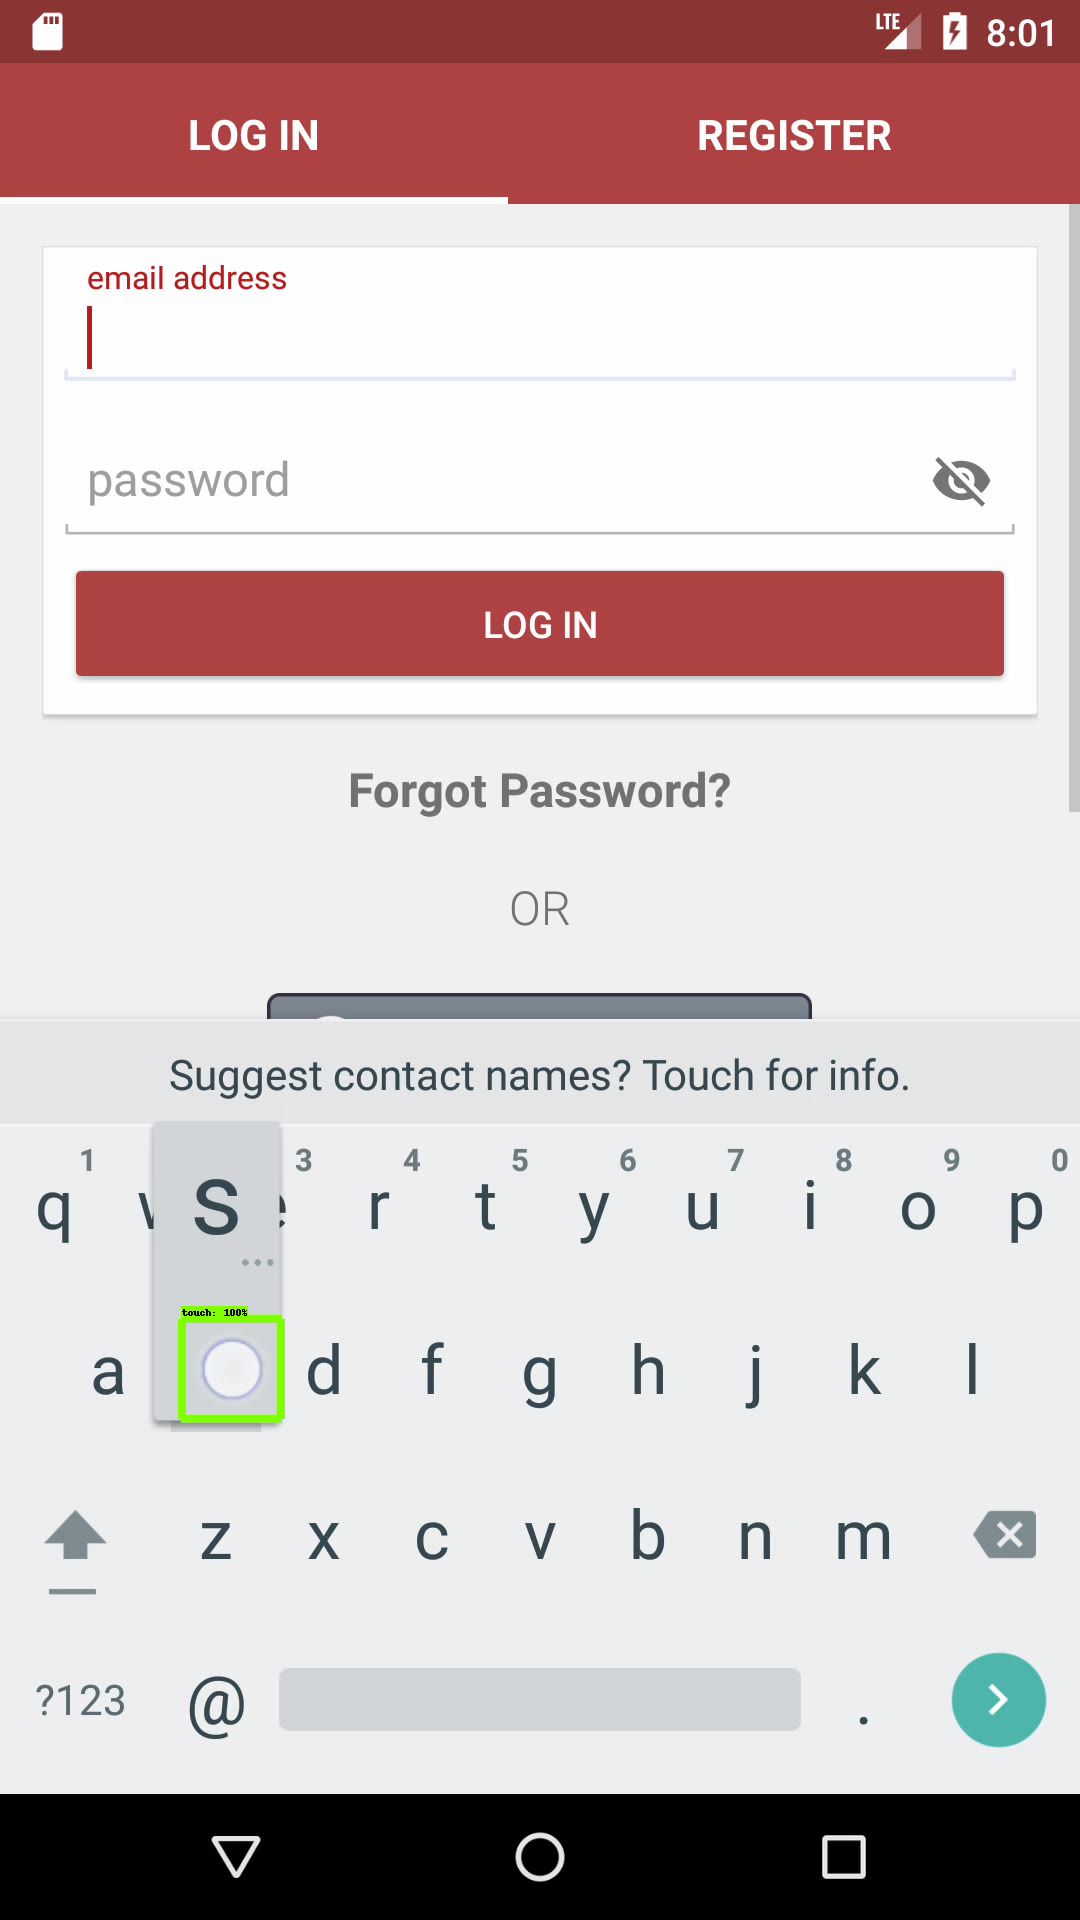 LTE 8:01
LOG IN REGISTER
email address
password
LOG IN
Forgot Password?
OR
Suggest contact names? Touch for info.
1 3 4 5 6 7 8 9 0
q w s e r t y u i o p
touch: 100%
a d f g h j k l
z x c v b n m
?123 @ .